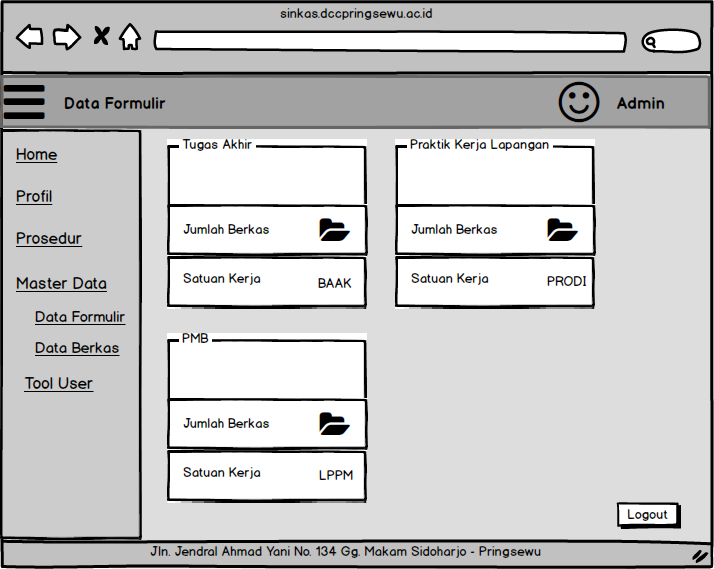 sinkas.dccpringsewu.ac.id
Data Formulir
Admin
Home
Profil
Prosedur
Master Data
Data Formulir
Data Berkas
Tool User
Tugas Akhir
Jumlah Berkas
Satuan Kerja
BAAK
Praktik Kerja Lapangan
Jumlah Berkas
Satuan Kerja
PRODI
PMB
Jumlah Berkas
Satuan Kerja
LPPM
Logout
Jln. Jendral Ahmad Yani No. 134 Gg. Makam Sidoharjo - Pringsewu